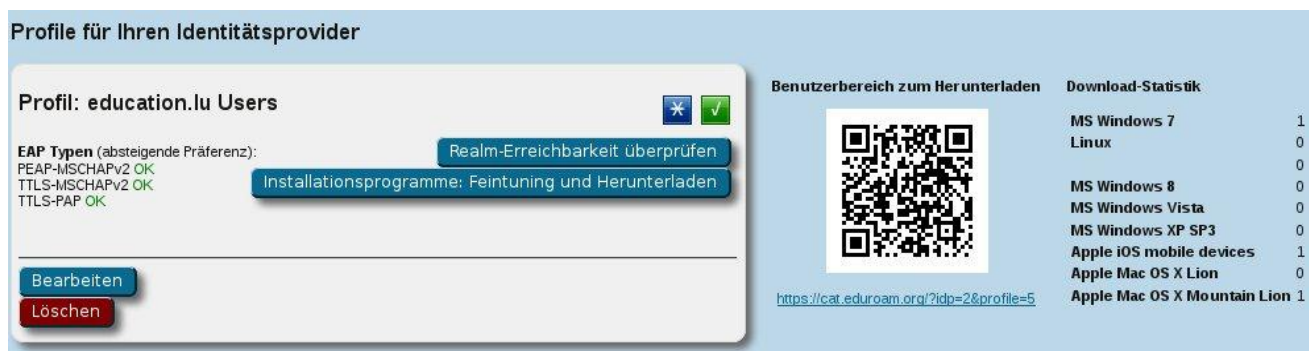 Profile für Ihren Identitätsprovider
Profil: education.lu Users
EAP Typen (absteigende Präferenz):
PEAP-MSCHAPv2 OK
TTLS-MSCHAPv2 OK
TTLS-PAP OK
Realm-Erreichbarkeit überprüfen
Installationsprogramme: Feintuning und Herunterladen
Bearbeiten
Löschen
Benutzerbereich zum Herunterladen
https://cat.eduroam.org/?idp=2&profile=5
Download-Statistik
MS Windows 7 1
Linux 0
0
MS Windows 8 0
MS Windows Vista 0
MS Windows XP SP3 0
Apple iOS mobile devices 1
Apple Mac OS X Lion 0
Apple Mac OS X Mountain Lion 1